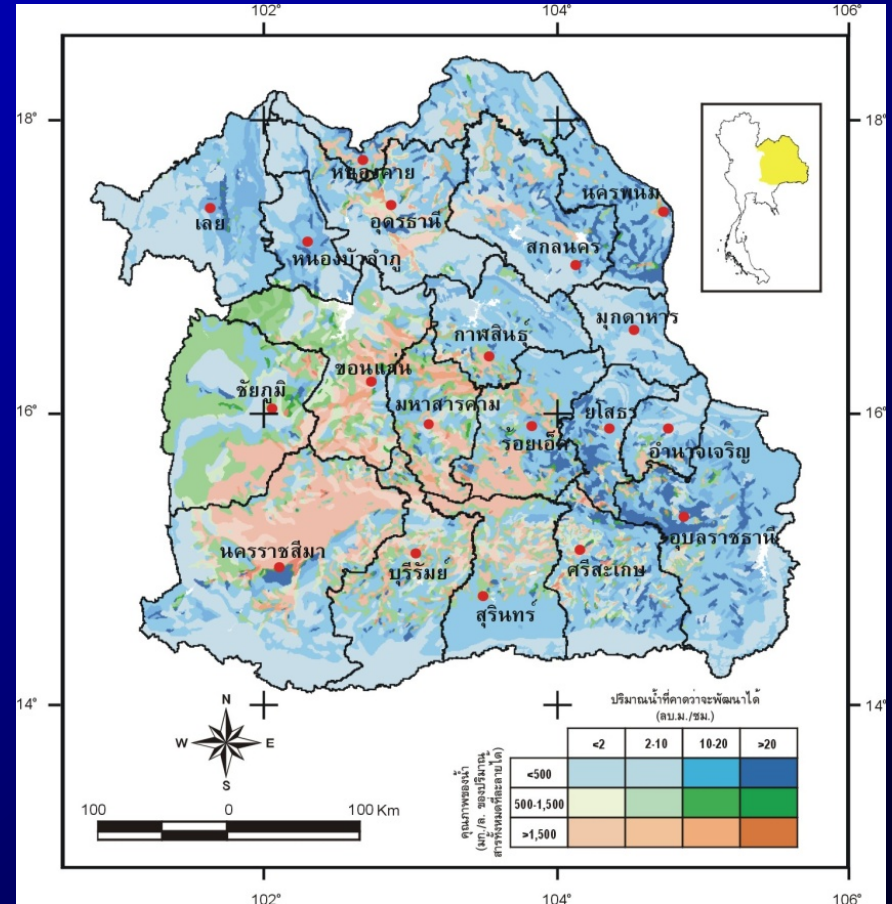 102°
104°
106°
18°
18°
หนองคาย
นครพนม
เลย
อุดรธานี
สกลนคร
หนองบัวลำภู
มุกดาหาร
กาฬสินธุ์
ขอนแก่น
ชัยภูมิ
16°
16°
มหาสารคาม
ยโสธร
ร้อยเอ็ด
อำนาจเจริญ
อุบลราชธานี
นครราชสีมา
บุรีรัมย์
ศรีสะเกษ
สุรินทร์
14°
14°
ปริมาณน้ำที่คาดว่าจะพัฒนาได้
(ลบ.ม./ชม.)
N
W E
S
<2 2-10 10-20 >20
คุณภาพของน้ำ
(มก./ล. ของปริมาณ
สารทั้งหมดที่ละลายได้)
<500
500-1,500
>1,500
100 0 100 Km
102°
104°
106°